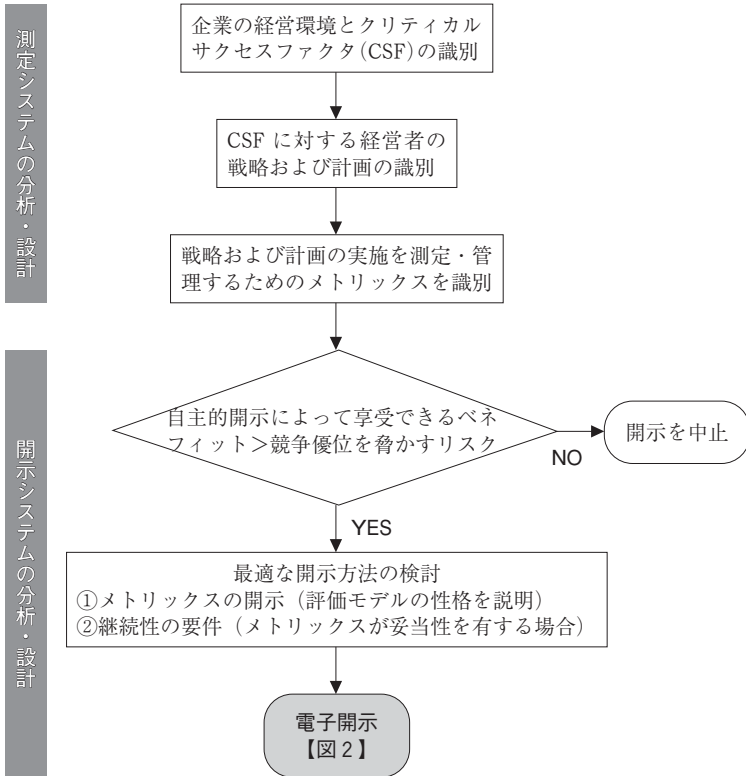 測定システムの分析・設計
企業の経営環境とクリティカル
サクセスファクタ(CSF)の識別
CSF に対する経営者の
戦略および計画の識別
戦略および計画の実施を測定・管
理するためのメトリックスを識別
開示システムの分析・設計
自主的開示によって享受できるベネ
フィット＞競争優位を脅かすリスク
NO
開示を中止
YES
最適な開示方法の検討
①メトリックスの開示（評価モデルの性格を説明）
②継続性の要件（メトリックスが妥当性を有する場合）
電子開示
【図 2】